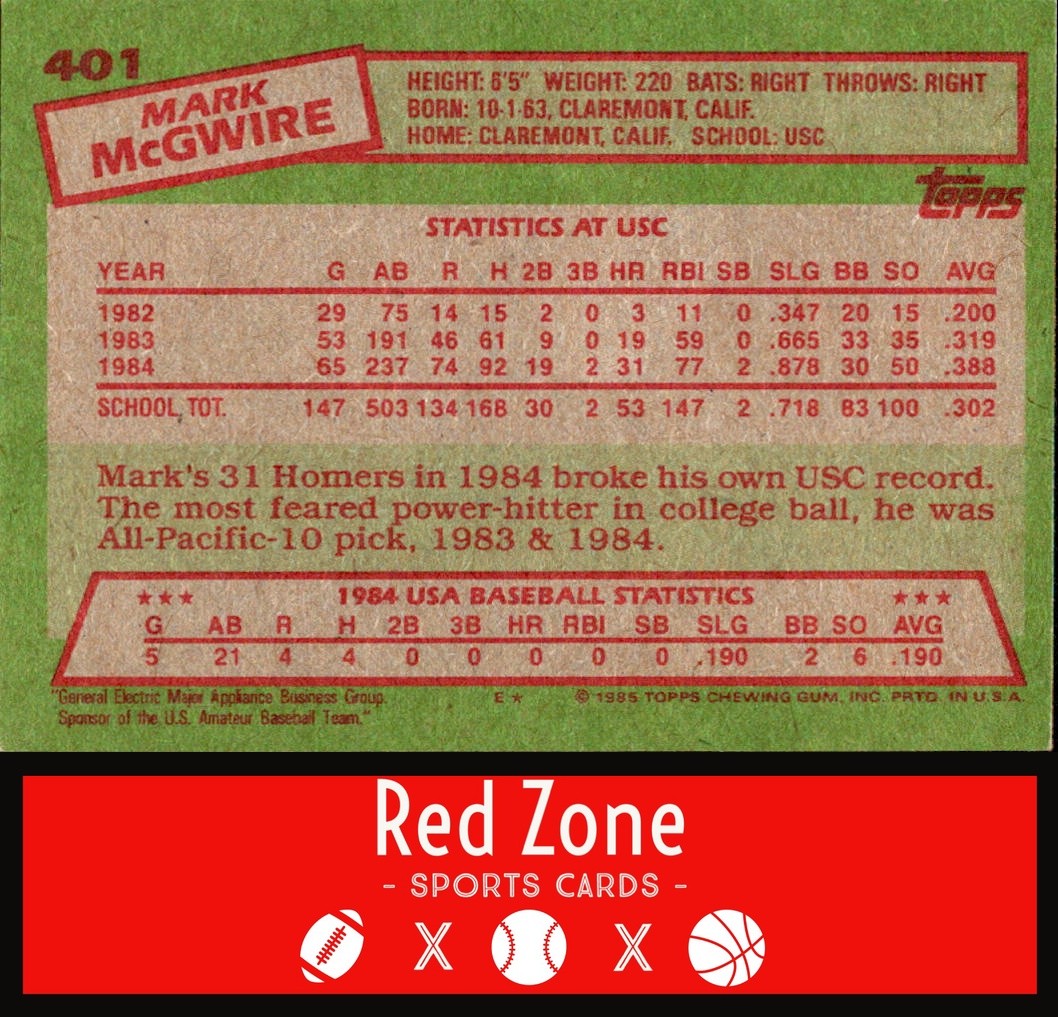 401
MARK
McGWIRE
HEIGHT: 6'5" WEIGHT: 220 BATS: RIGHT THROWS: RIGHT
BORN: 10-1-63, CLAREMONT, CALIF.
HOME: CLAREMONT, CALIF. SCHOOL: USC
Topps
STATISTICS AT USC
YEAR G AB R H 2B 3B HR RBI SB SLG BB SO AVG
1982 29 75 14 15 2 0 3 11 0 .347 20 15 .200
1983 53 191 46 61 9 0 19 59 0 .665 33 35 .319
1984 65 237 74 92 19 2 31 77 2 .878 30 50 .388
SCHOOL TOT. 147 503 134 168 30 2 53 147 2 .718 83 100 .302
Mark's 31 Homers in 1984 broke his own USC record.
The most feared power-hitter in college ball, he was
All-Pacific-10 pick, 1983 & 1984.
★★★ 1984 USA BASEBALL STATISTICS ★★★
G AB R H 2B 3B HR RBI SB SLG BB SO AVG
5 21 4 4 0 0 0 0 0 .190 2 6 .190
"General Electric Major Appliance Business Group.
Sponsor of the U.S. Amateur Baseball Team."
E★ © 1985 TOPPS CHEWING GUM, INC. PRTD. IN U.S.A.
Red Zone
- SPORTS CARDS -
X X